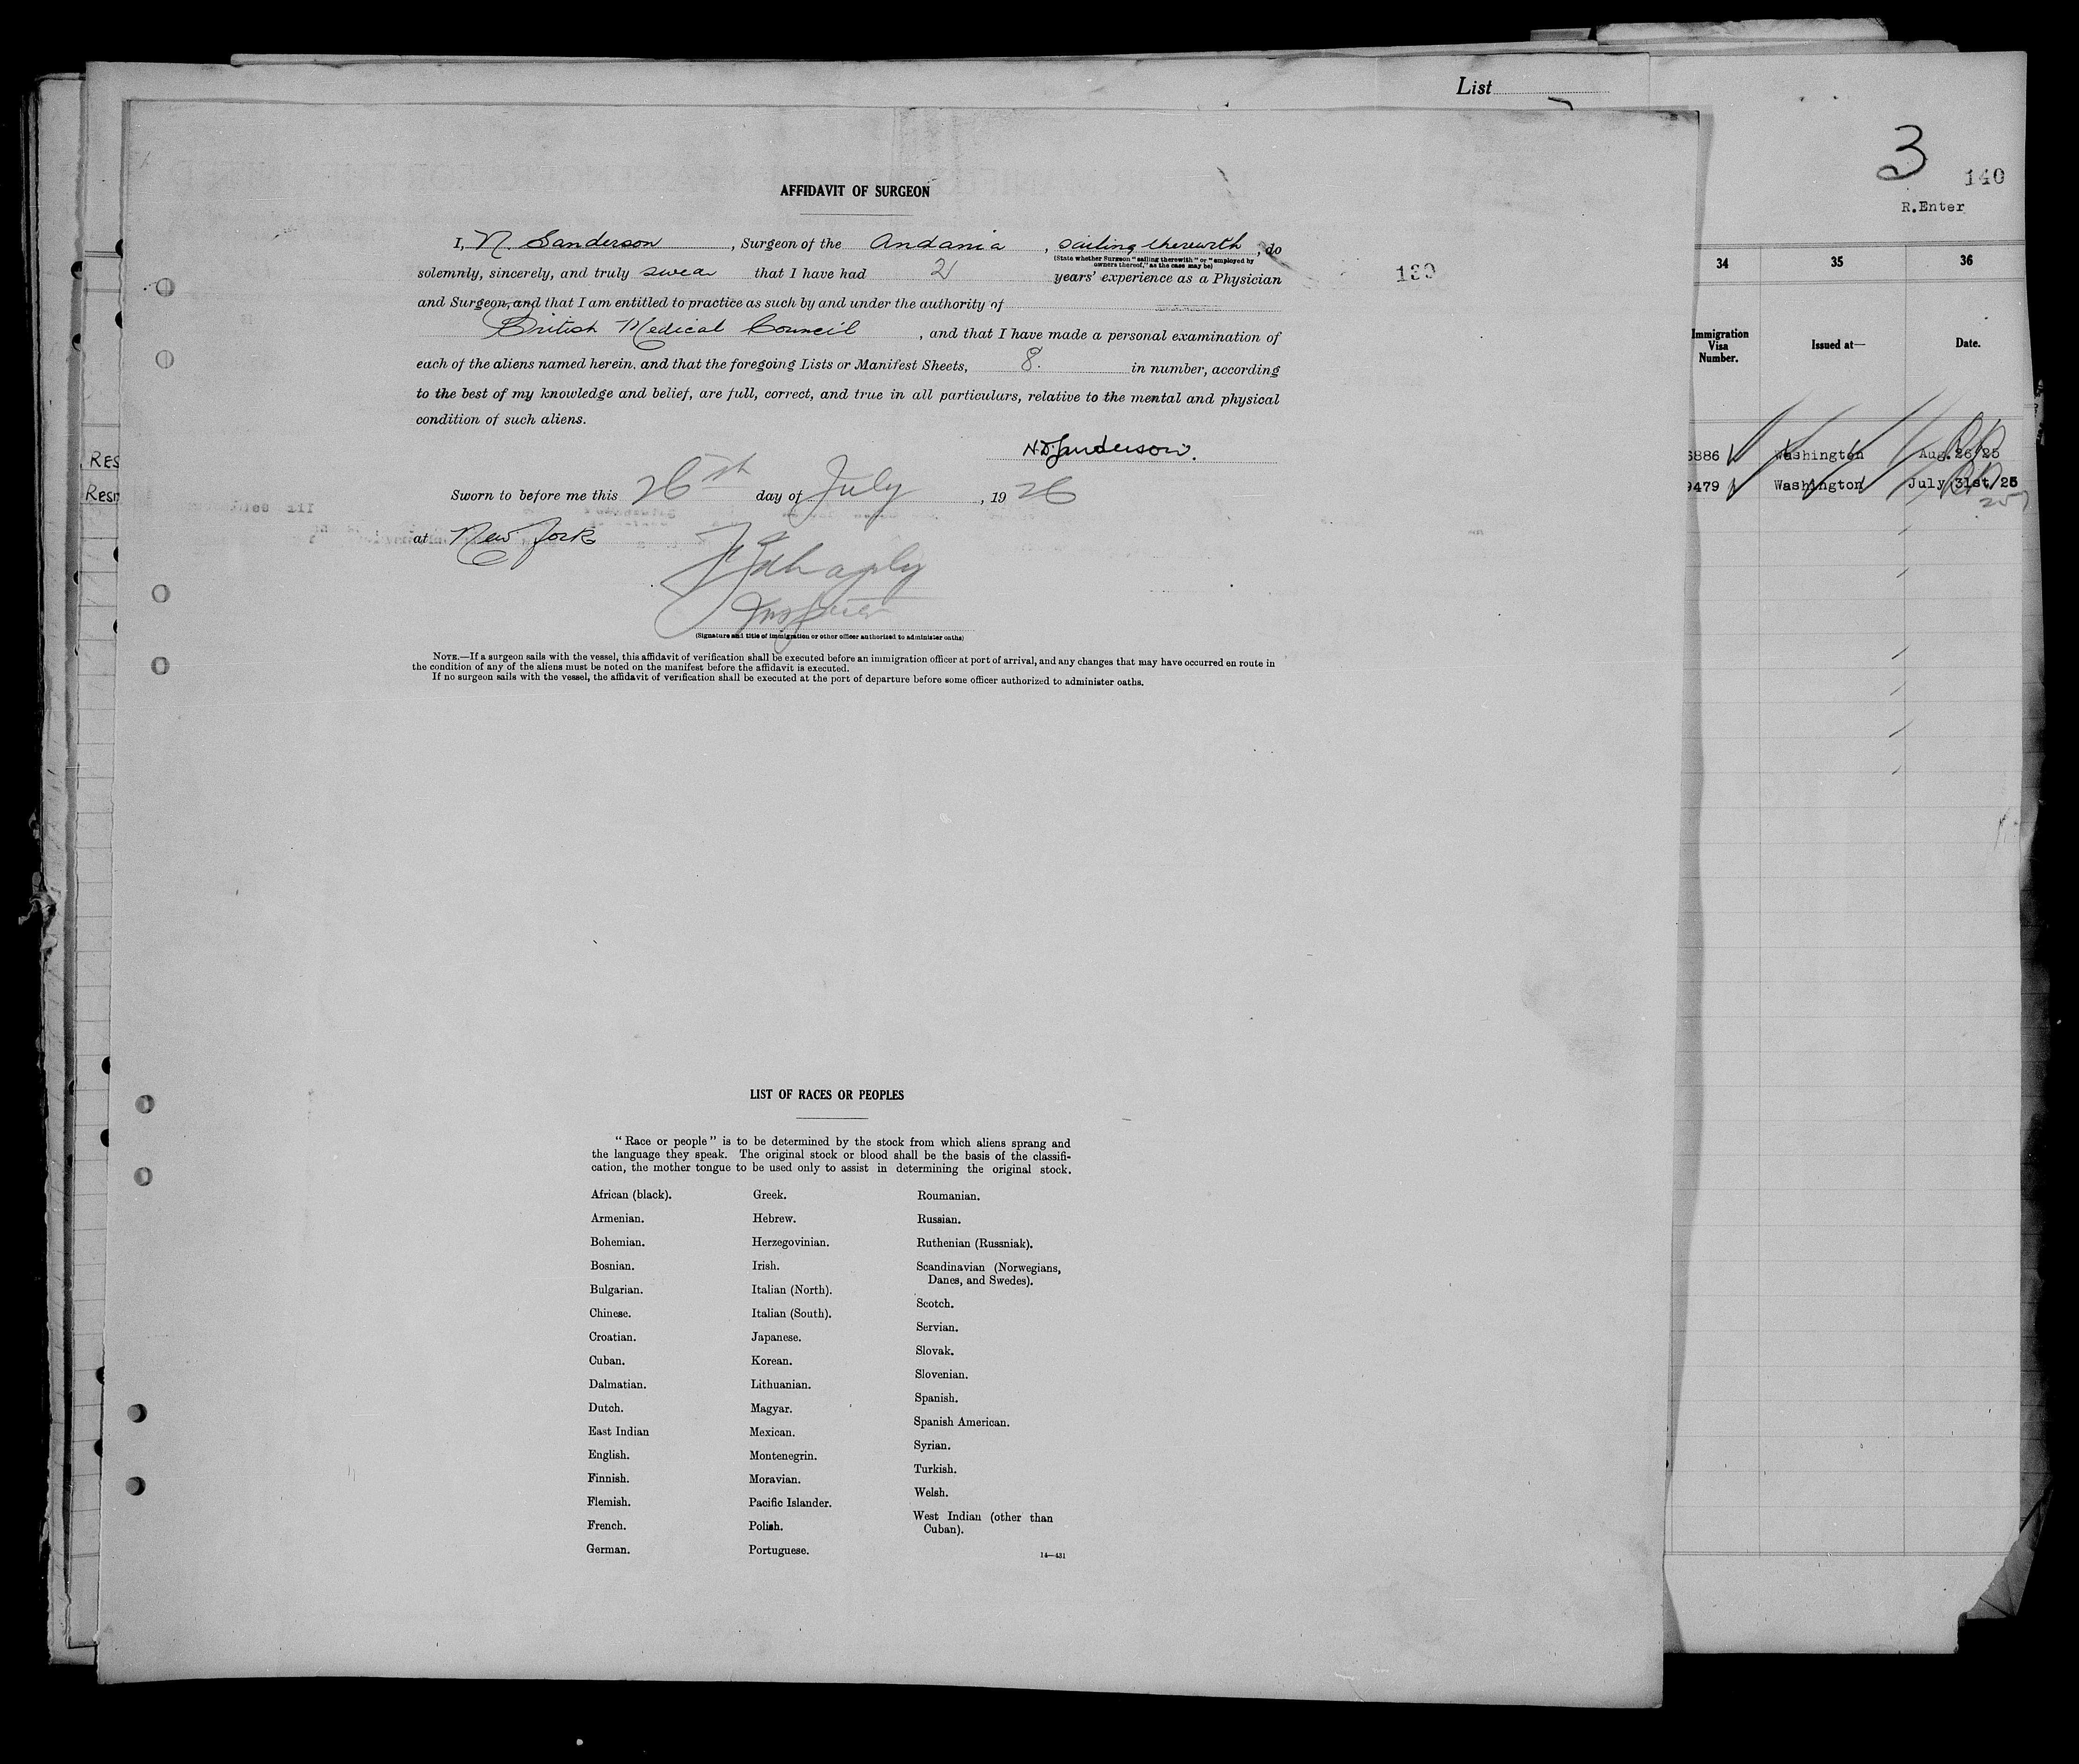 List
3
140
R.Enter
AFFIDAVIT OF SURGEON
I, N. Sanderson, Surgeon of the Andania, sailing therewith, do
(State whether Surgeon "sailing therewith" or "employed by
owners thereof," as the case may be)
solemnly, sincerely, and truly swear that I have had 2 years' experience as a Physician
and Surgeon, and that I am entitled to practice as such by and under the authority of
British Medical Council, and that I have made a personal examination of
each of the aliens named herein, and that the foregoing Lists or Manifest Sheets, 8. in number, according
to the best of my knowledge and belief, are full, correct, and true in all particulars, relative to the mental and physical
condition of such aliens.
N.D. Sanderson.
Sworn to before me this 26th day of July, 1926
at New York
Inspector
(Signature and title of immigration or other officer authorized to administer oaths)
NOTE.—If a surgeon sails with the vessel, this affidavit of verification shall be executed before an immigration officer at port of arrival, and any changes that may have occurred en route in
the condition of any of the aliens must be noted on the manifest before the affidavit is executed.
If no surgeon sails with the vessel, the affidavit of verification shall be executed at the port of departure before some officer authorized to administer oaths.
130
34 35 36
Immigration
Visa
Number.
Issued at—
Date.
6886 Washington Aug.26/25
9479 Washington July 31st/25
RES
Resn
LIST OF RACES OR PEOPLES
"Race or people" is to be determined by the stock from which aliens sprang and
the language they speak. The original stock or blood shall be the basis of the classifi-
cation, the mother tongue to be used only to assist in determining the original stock.
African (black).
Armenian.
Bohemian.
Bosnian.
Bulgarian.
Chinese.
Croatian.
Cuban.
Dalmatian.
Dutch.
East Indian
English.
Finnish.
Flemish.
French.
German.
Greek.
Hebrew.
Herzegovinian.
Irish.
Italian (North).
Italian (South).
Japanese.
Korean.
Lithuanian.
Magyar.
Mexican.
Montenegrin.
Moravian.
Pacific Islander.
Polish.
Portuguese.
Roumanian.
Russian.
Ruthenian (Russniak).
Scandinavian (Norwegians,
Danes, and Swedes).
Scotch.
Servian.
Slovak.
Slovenian.
Spanish.
Spanish American.
Syrian.
Turkish.
Welsh.
West Indian (other than
Cuban).
14—431